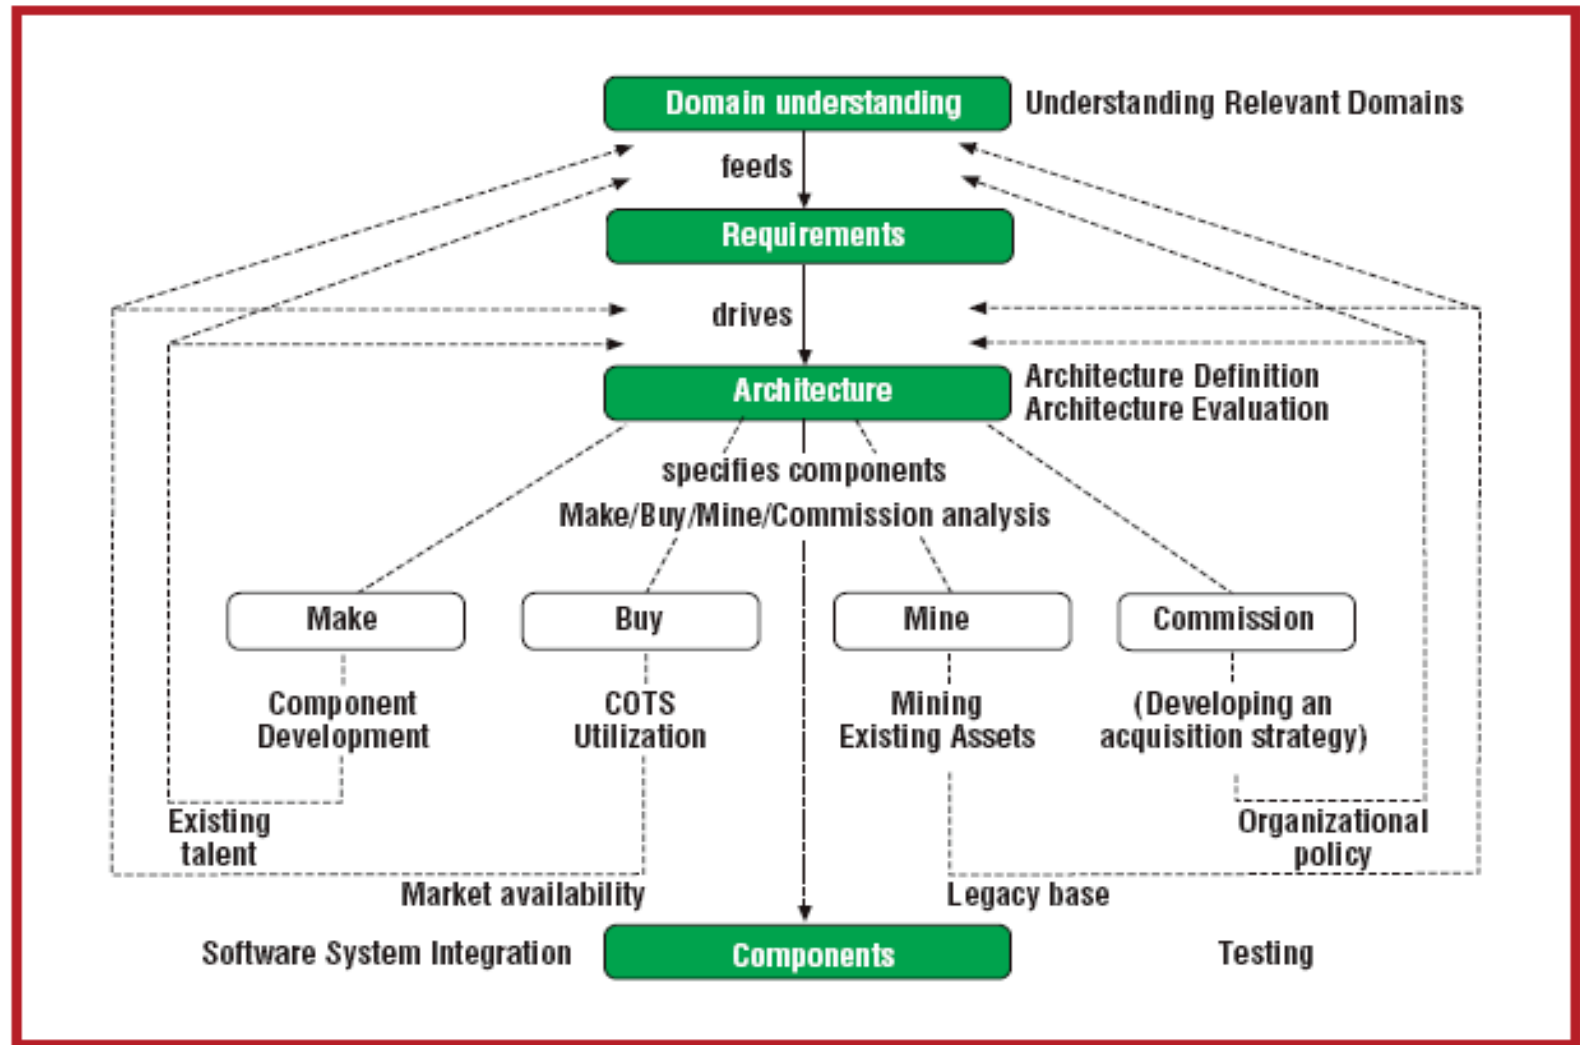 Domain understanding
Understanding Relevant Domains
feeds
Requirements
drives
Architecture
Architecture Definition
Architecture Evaluation
specifies components
Make/Buy/Mine/Commission analysis
Make
Buy
Mine
Commission
Component
Development
COTS
Utilization
Mining
Existing Assets
(Developing an
acquisition strategy)
Existing
talent
Organizational
policy
Market availability
Legacy base
Software System Integration
Components
Testing